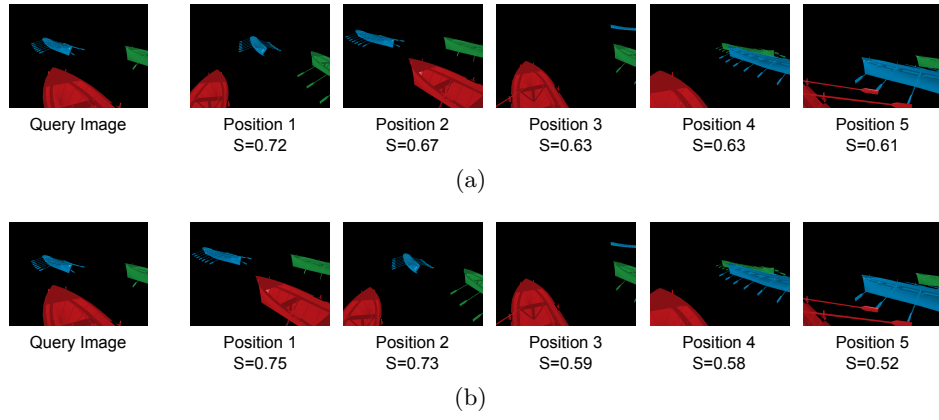 Query Image
Position 1
S=0.72
Position 2
S=0.67
Position 3
S=0.63
Position 4
S=0.63
Position 5
S=0.61
(a)
Query Image
Position 1
S=0.75
Position 2
S=0.73
Position 3
S=0.59
Position 4
S=0.58
Position 5
S=0.52
(b)